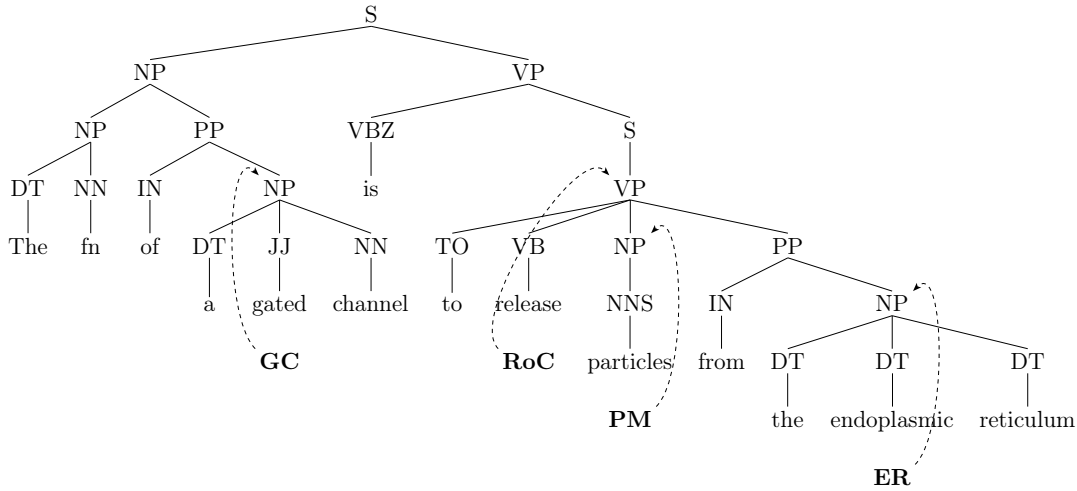 S
NP VP
NP PP VBZ S
DT NN IN NP is VP
The fn of DT JJ NN TO VB NP PP
a gated channel to release NNS IN NP
GC RoC particles from DT DT DT
PM the endoplasmic reticulum
ER